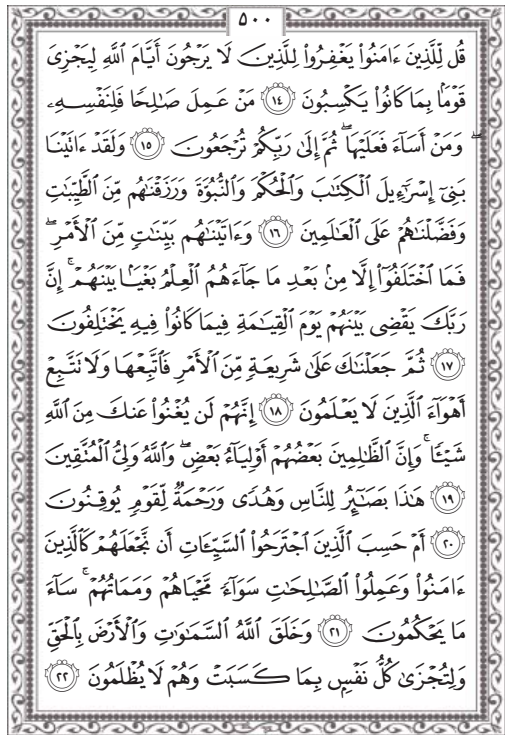 ٥٠٠
قُل لِّلَّذِينَ ءَامَنُوا۟ يَغْفِرُوا۟ لِلَّذِينَ لَا يَرْجُونَ أَيَّامَ ٱللَّهِ لِيَجْزِىَ
قَوْمًۢا بِمَا كَانُوا۟ يَكْسِبُونَ ﴿١٤﴾ مَنْ عَمِلَ صَٰلِحًا فَلِنَفْسِهِۦ
ۖ وَمَنْ أَسَآءَ فَعَلَيْهَا ۖ ثُمَّ إِلَىٰ رَبِّكُمْ تُرْجَعُونَ ﴿١٥﴾ وَلَقَدْ ءَاتَيْنَا
بَنِىٓ إِسْرَٰٓءِيلَ ٱلْكِتَٰبَ وَٱلْحُكْمَ وَٱلنُّبُوَّةَ وَرَزَقْنَٰهُم مِّنَ ٱلطَّيِّبَٰتِ
وَفَضَّلْنَٰهُمْ عَلَى ٱلْعَٰلَمِينَ ﴿١٦﴾ وَءَاتَيْنَٰهُم بَيِّنَٰتٍ مِّنَ ٱلْأَمْرِ ۖ
فَمَا ٱخْتَلَفُوٓا۟ إِلَّا مِنۢ بَعْدِ مَا جَآءَهُمُ ٱلْعِلْمُ بَغْيًۢا بَيْنَهُمْ ۚ إِنَّ
رَبَّكَ يَقْضِى بَيْنَهُمْ يَوْمَ ٱلْقِيَٰمَةِ فِيمَا كَانُوا۟ فِيهِ يَخْتَلِفُونَ
﴿١٧﴾ ثُمَّ جَعَلْنَٰكَ عَلَىٰ شَرِيعَةٍ مِّنَ ٱلْأَمْرِ فَٱتَّبِعْهَا وَلَا تَتَّبِعْ
أَهْوَآءَ ٱلَّذِينَ لَا يَعْلَمُونَ ﴿١٨﴾ إِنَّهُمْ لَن يُغْنُوا۟ عَنكَ مِنَ ٱللَّهِ
شَيْـًٔا ۚ وَإِنَّ ٱلظَّٰلِمِينَ بَعْضُهُمْ أَوْلِيَآءُ بَعْضٍ ۖ وَٱللَّهُ وَلِىُّ ٱلْمُتَّقِينَ
﴿١٩﴾ هَٰذَا بَصَٰٓئِرُ لِلنَّاسِ وَهُدًى وَرَحْمَةٌ لِّقَوْمٍ يُوقِنُونَ
﴿٢٠﴾ أَمْ حَسِبَ ٱلَّذِينَ ٱجْتَرَحُوا۟ ٱلسَّيِّـَٔاتِ أَن نَّجْعَلَهُمْ كَٱلَّذِينَ
ءَامَنُوا۟ وَعَمِلُوا۟ ٱلصَّٰلِحَٰتِ سَوَآءً مَّحْيَاهُمْ وَمَمَاتُهُمْ ۚ سَآءَ
مَا يَحْكُمُونَ ﴿٢١﴾ وَخَلَقَ ٱللَّهُ ٱلسَّمَٰوَٰتِ وَٱلْأَرْضَ بِٱلْحَقِّ
وَلِتُجْزَىٰ كُلُّ نَفْسٍۭ بِمَا كَسَبَتْ وَهُمْ لَا يُظْلَمُونَ ﴿٢٢﴾